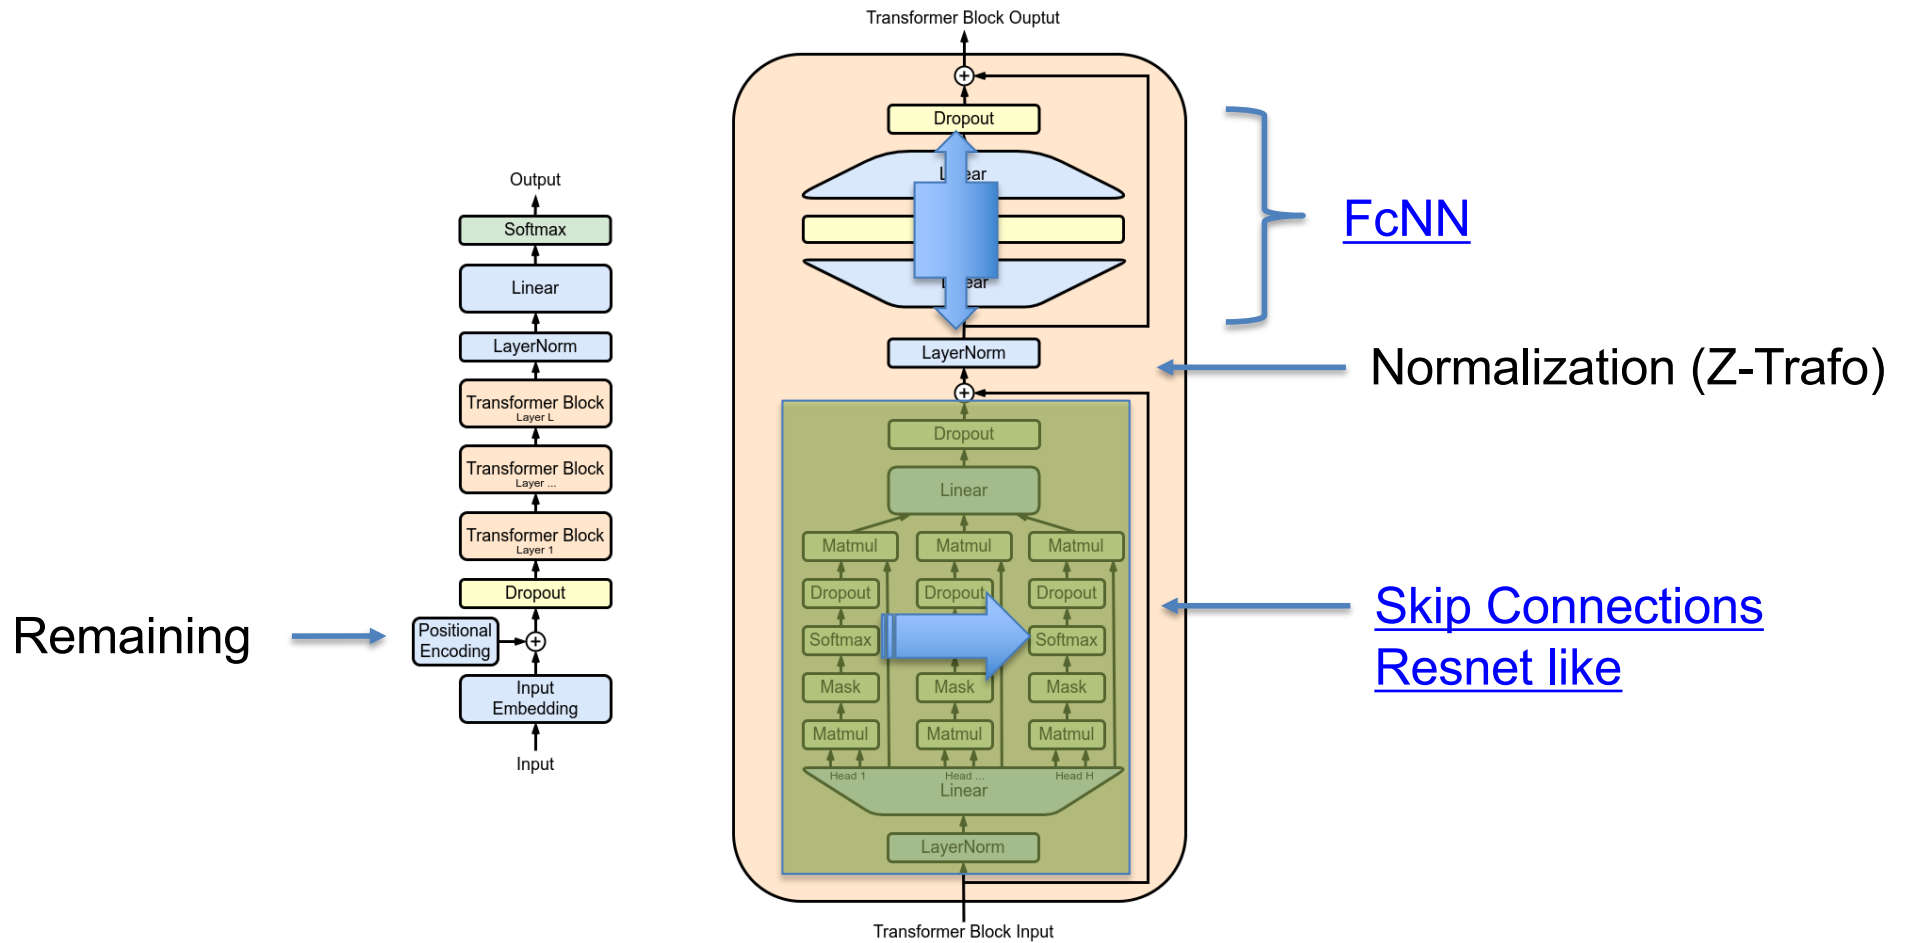 Transformer Block Ouptut
Dropout
Linear
Linear
LayerNorm
Dropout
Linear
Matmul Matmul Matmul
Dropout Dropout Dropout
Softmax Softmax
Mask Mask Mask
Matmul Matmul Matmul
Head 1 Head ... Head H
Linear
LayerNorm
Transformer Block Input
Output
Softmax
Linear
LayerNorm
Transformer Block
Layer L
Transformer Block
Layer ...
Transformer Block
Layer 1
Dropout
Positional
Encoding
Input
Embedding
Input
Remaining
FcNN
Normalization (Z-Trafo)
Skip Connections
Resnet like